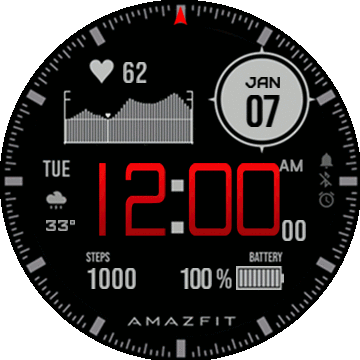 62
JAN
07
TUE
12:00
AM
00
33°
STEPS
1000
BATTERY
100 %
AMAZFIT